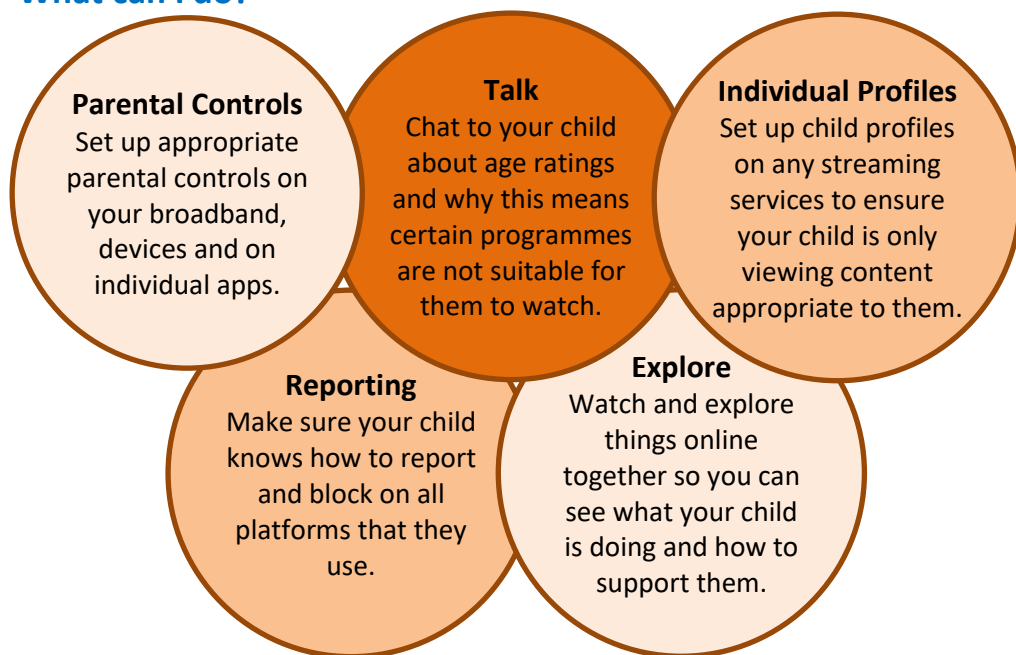 What can I do?
Parental Controls
Set up appropriate
parental controls on
your broadband,
devices and on
individual apps.
Talk
Chat to your child
about age ratings
and why this means
certain programmes
are not suitable for
them to watch.
Individual Profiles
Set up child profiles
on any streaming
services to ensure
your child is only
viewing content
appropriate to them.
Reporting
Make sure your child
knows how to report
and block on all
platforms that they
use.
Explore
Watch and explore
things online
together so you can
see what your child
is doing and how to
support them.